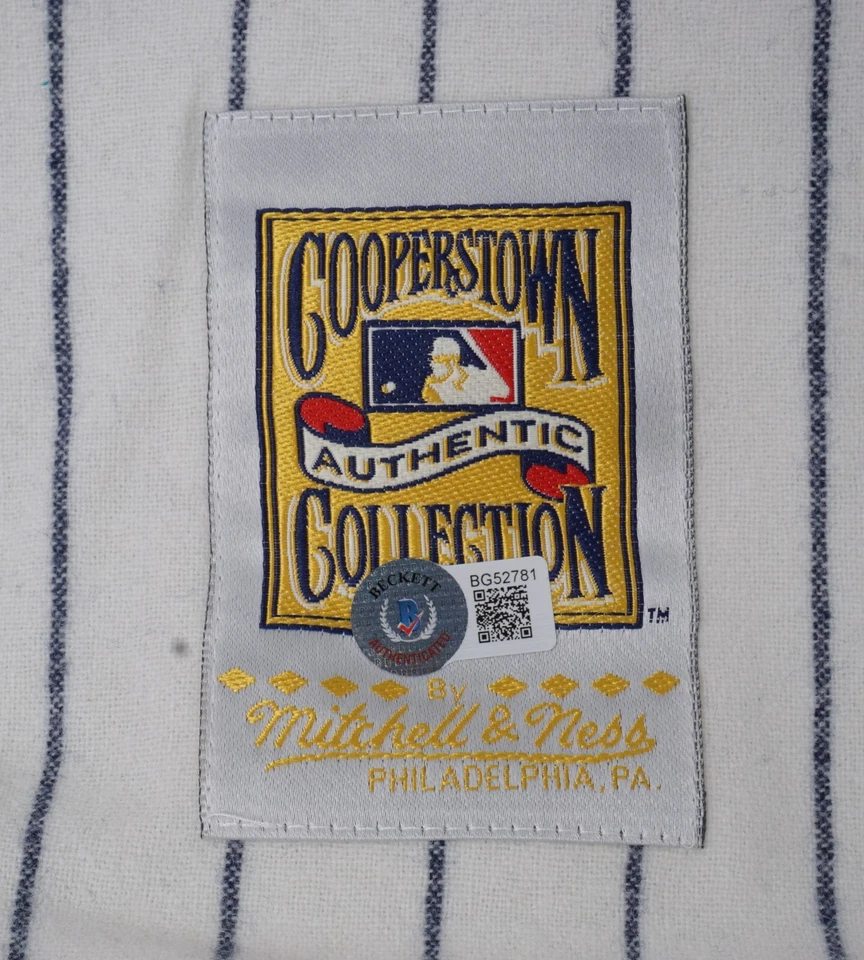 COOPERSTOWN
AUTHENTIC
COLLECTION
BECKETT
B
AUTHENTICATED
BG52781
TM
By
Mitchell & Ness
PHILADELPHIA, PA.